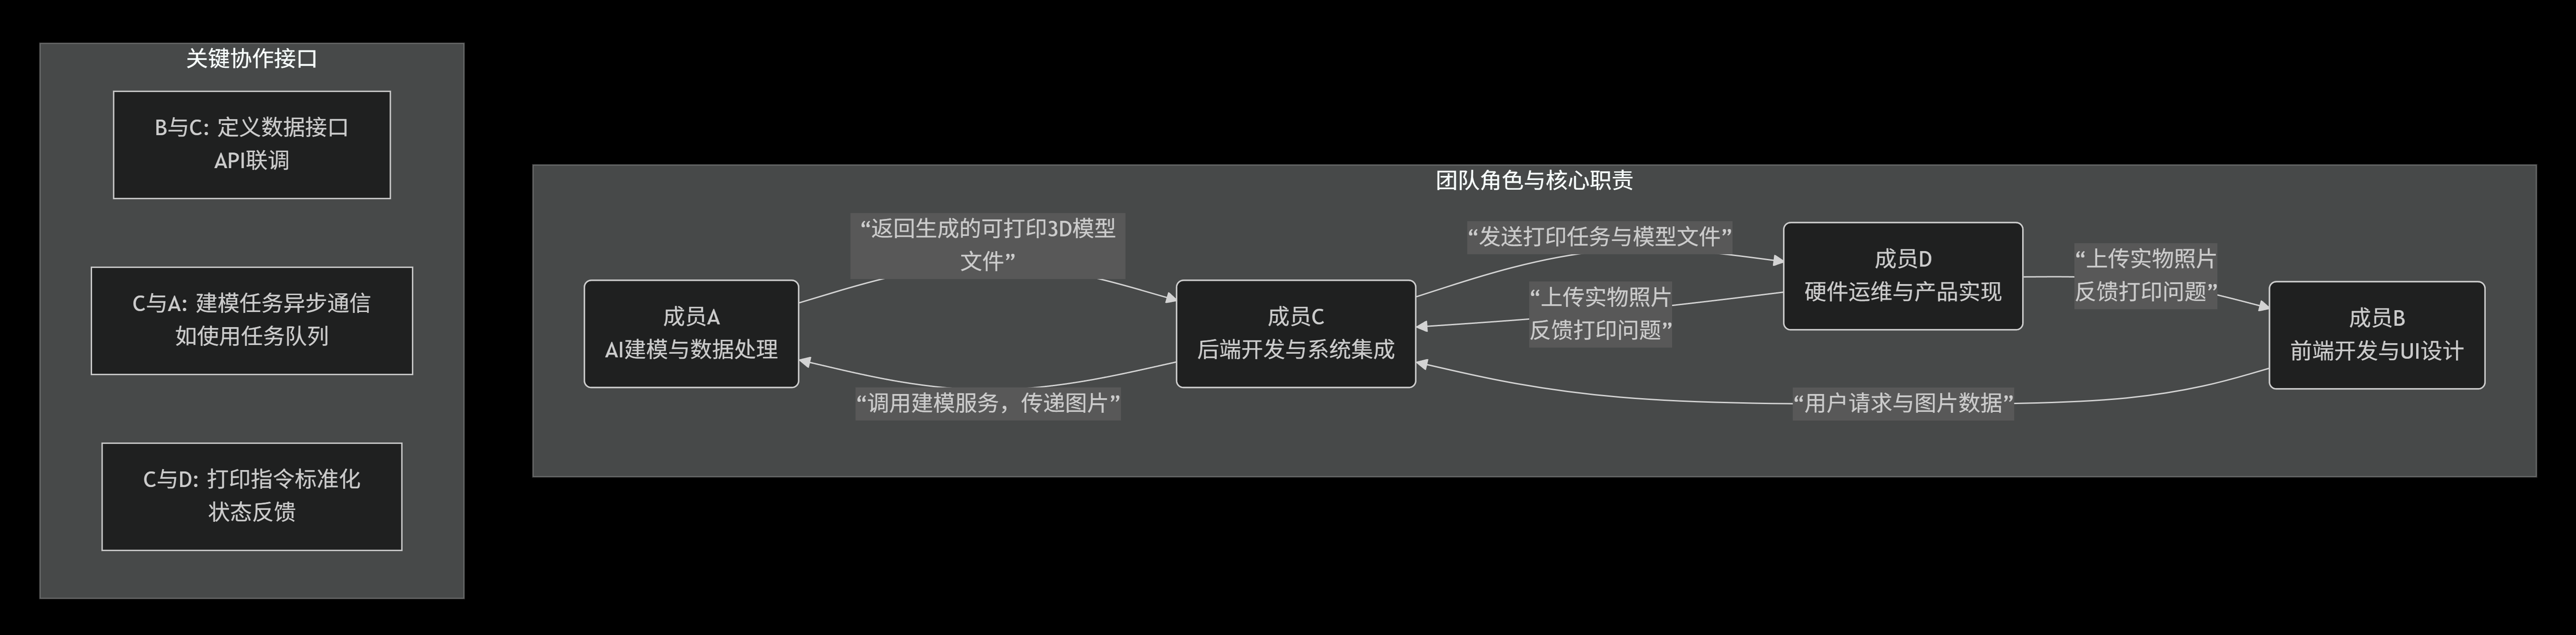 关键协作接口
B与C: 定义数据接口
API联调
C与A: 建模任务异步通信
如使用任务队列
C与D: 打印指令标准化
状态反馈
团队角色与核心职责
“返回生成的可打印3D模型
文件”
成员A
AI建模与数据处理
“调用建模服务，传递图片”
成员C
后端开发与系统集成
“发送打印任务与模型文件”
“上传实物照片
反馈打印问题”
成员D
硬件运维与产品实现
“上传实物照片
反馈打印问题”
“用户请求与图片数据”
成员B
前端开发与UI设计